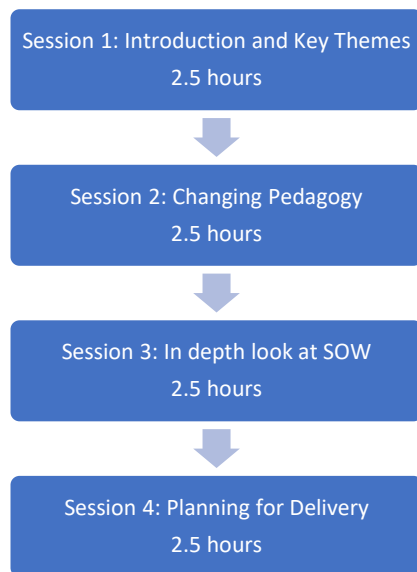 Session 1: Introduction and Key Themes
2.5 hours
Session 2: Changing Pedagogy
2.5 hours
Session 3: In depth look at SOW
2.5 hours
Session 4: Planning for Delivery
2.5 hours